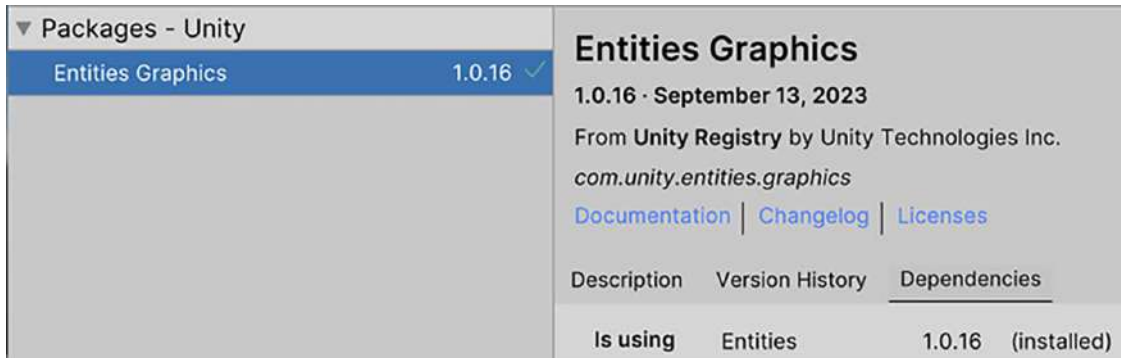 Packages - Unity
Entities Graphics 1.0.16
Entities Graphics
1.0.16 · September 13, 2023
From Unity Registry by Unity Technologies Inc.
com.unity.entities.graphics
Documentation | Changelog | Licenses
Description Version History Dependencies
Is using Entities 1.0.16 (installed)